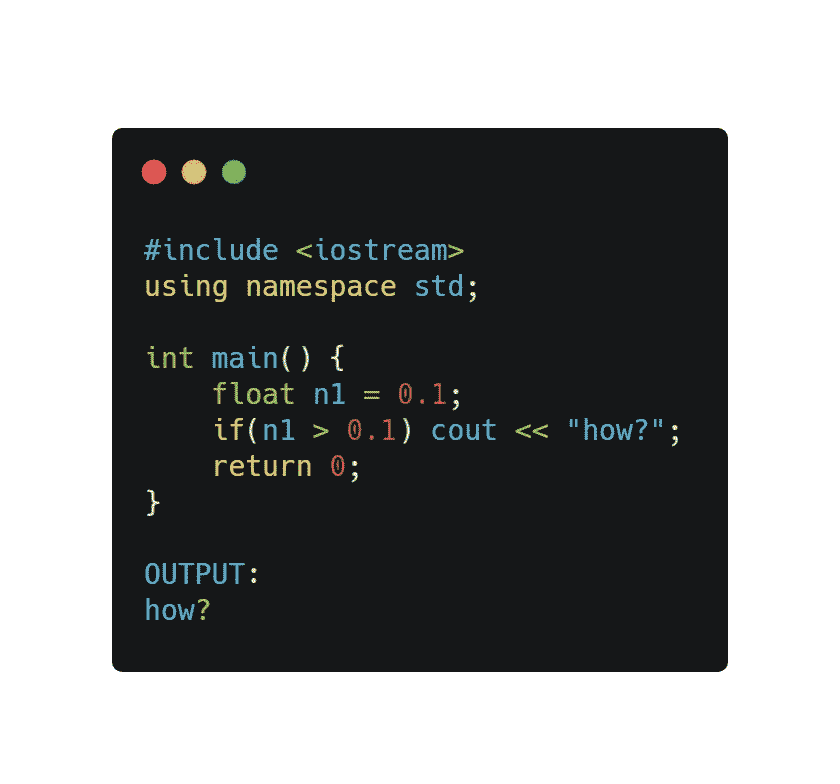 #include <iostream>
using namespace std;
int main() {
    float n1 = 0.1;
    if(n1 > 0.1) cout << "how?";
    return 0;
}
OUTPUT:
how?